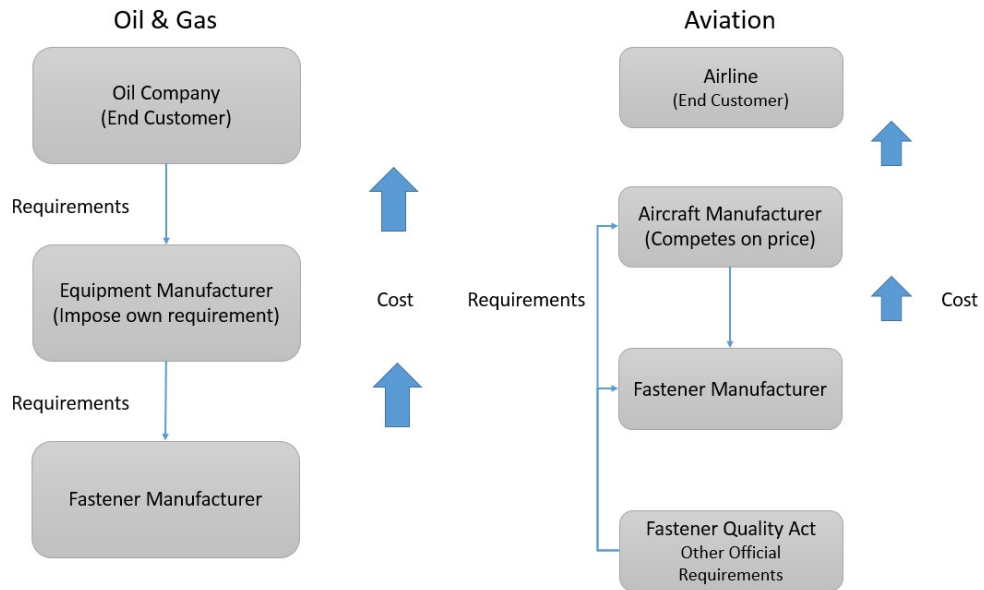 Oil & Gas
Oil Company
(End Customer)
Requirements
Equipment Manufacturer
(Impose own requirement)
Cost
Requirements
Fastener Manufacturer
Aviation
Airline
(End Customer)
Aircraft Manufacturer
(Competes on price)
Requirements
Cost
Fastener Manufacturer
Fastener Quality Act
Other Official
Requirements